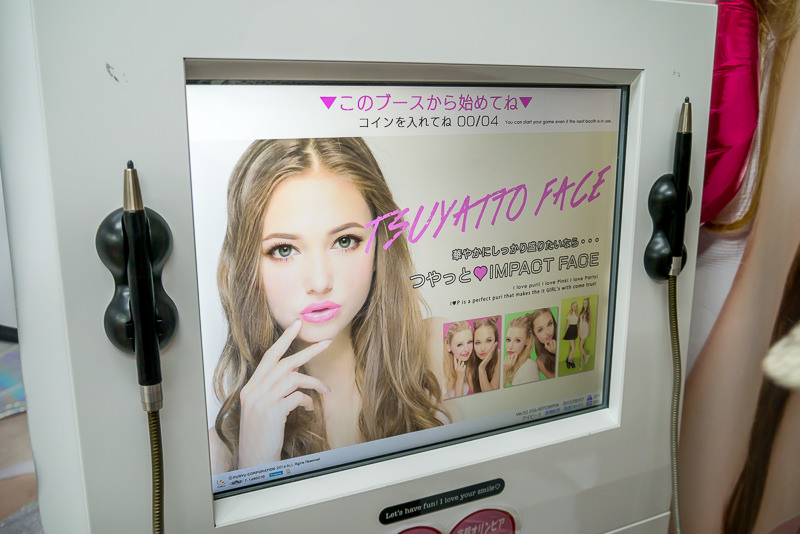 ▼このブースから始めてね▼
コインを入れてね 00/04 You can start your game even if the next booth is in use.
TSUYATTO FACE
華やかにしっかり盛りたいなら・・・
つやっと♥IMPACT FACE
I love puri! I love Pink! I love Party!
I♥P is a perfect puri that makes the it GIRL's with come true!
Let's have fun! I love your smile♡